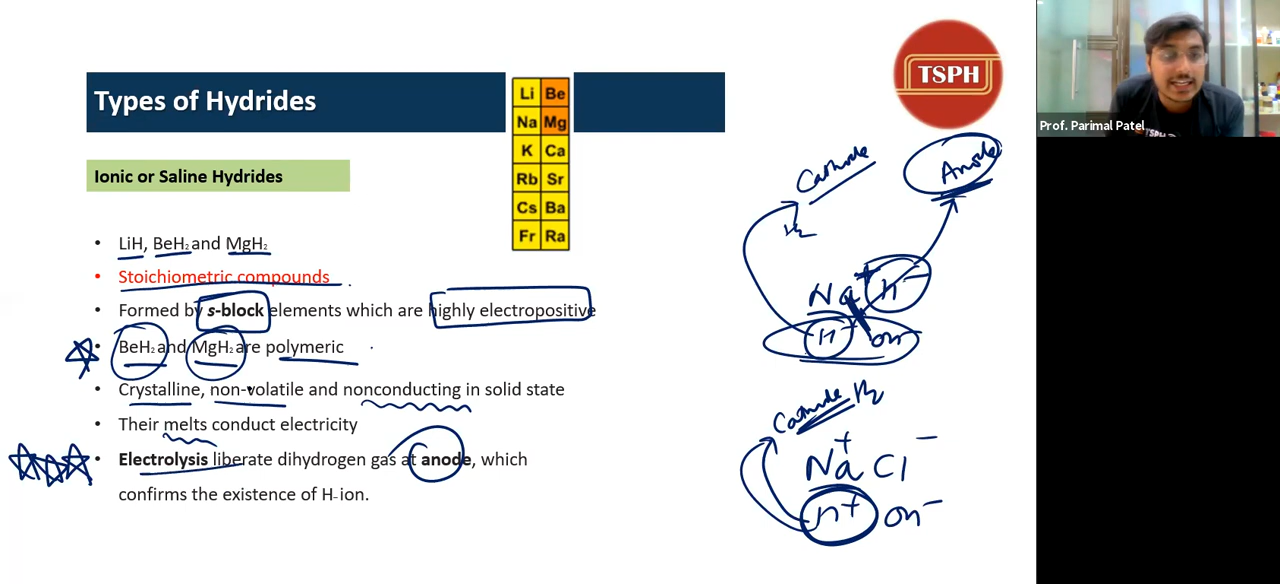 Types of Hydrides
TSPH
Prof. Parimal Patel
Li Be
Na Mg
K Ca
Rb Sr
Cs Ba
Fr Ra
Ionic or Saline Hydrides
• LiH, BeH₂ and MgH₂
• Stoichiometric compounds
• Formed by s-block elements which are highly electropositive
• BeH₂ and MgH₂ are polymeric
• Crystalline, non-volatile and nonconducting in solid state
• Their melts conduct electricity
• Electrolysis liberate dihydrogen gas at anode, which
confirms the existence of H- ion.
Cathode
Anode
H₂
Na⁺ H⁻
H⁺ OH⁻
Cathode H₂
Na⁺ Cl⁻
H⁺ OH⁻